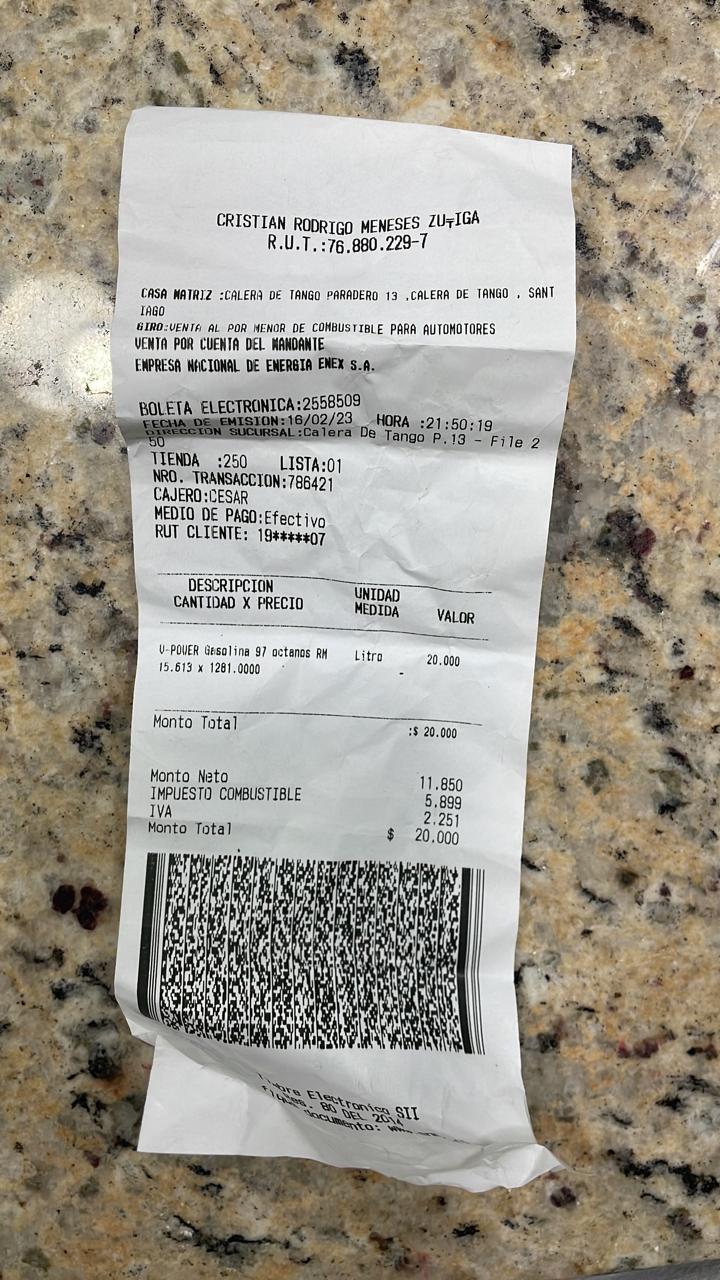 CRISTIAN RODRIGO MENESES ZU╤IGA
R.U.T.:76.880.229-7
CASA MATRIZ :CALERA DE TANGO PARADERO 13 ,CALERA DE TANGO , SANT
IAGO
GIRO:VENTA AL POR MENOR DE COMBUSTIBLE PARA AUTOMOTORES
VENTA POR CUENTA DEL MANDANTE
EMPRESA NACIONAL DE ENERGIA ENEX S.A.
BOLETA ELECTRONICA:2558509
FECHA DE EMISION:16/02/23 HORA :21:50:19
DIRECCION SUCURSAL:Calera De Tango P.13 - File 2
50
TIENDA :250 LISTA:01
NRO. TRANSACCION:786421
CAJERO:CESAR
MEDIO DE PAGO:Efectivo
RUT CLIENTE: 19*****07
DESCRIPCION UNIDAD
CANTIDAD X PRECIO MEDIDA VALOR
V-POWER Gasolina 97 octanos RM Litro 20.000
15.613 x 1281.0000
Monto Total :$ 20.000
Monto Neto 11.850
IMPUESTO COMBUSTIBLE 5.899
IVA 2.251
Monto Total $ 20.000
Electronico SII
80 DEL 2014
documento: